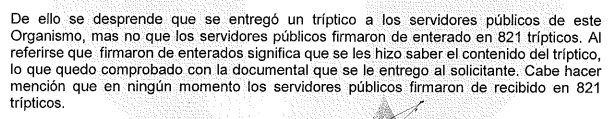 De ello se desprende que se entregó un tríptico a los servidores públicos de este
Organismo, mas no que los servidores públicos firmaron de enterado en 821 trípticos. Al
referirse que firmaron de enterados significa que se les hizo saber el contenido del tríptico,
lo que quedo comprobado con la documental que se le entrego al solicitante. Cabe hacer
mención que en ningún momento los servidores públicos firmaron de recibido en 821
trípticos.